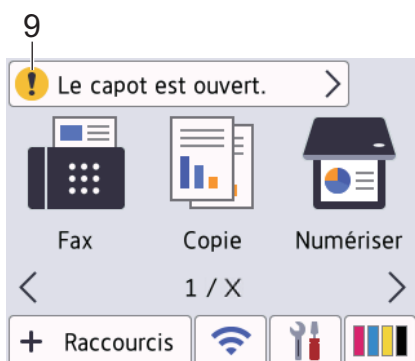 9
! Le capot est ouvert.
Fax Copie Numériser
1 / X
+ Raccourcis